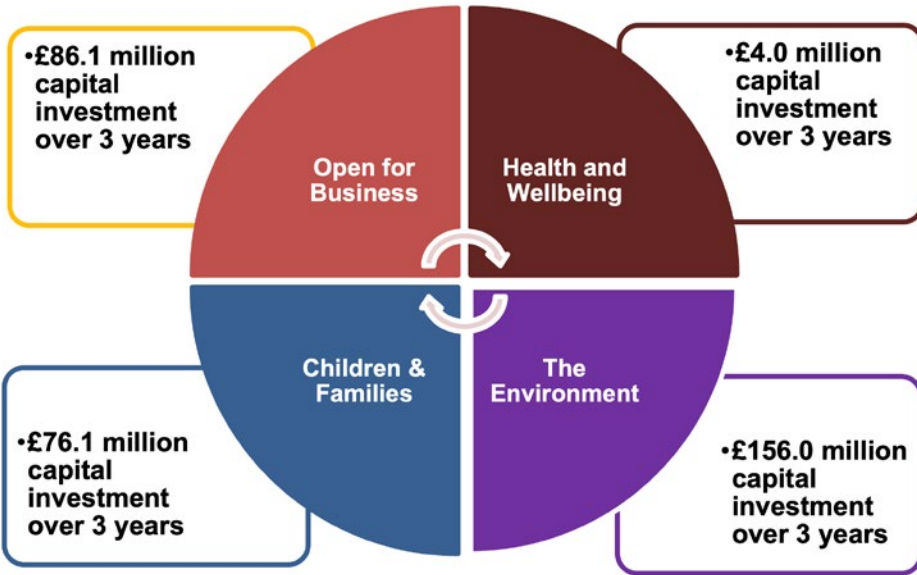 •£86.1 million
capital
investment
over 3 years
Open for
Business
Health and
Wellbeing
•£4.0 million
capital
investment
over 3 years
•£76.1 million
capital
investment
over 3 years
Children &
Families
The
Environment
•£156.0 million
capital
investment
over 3 years